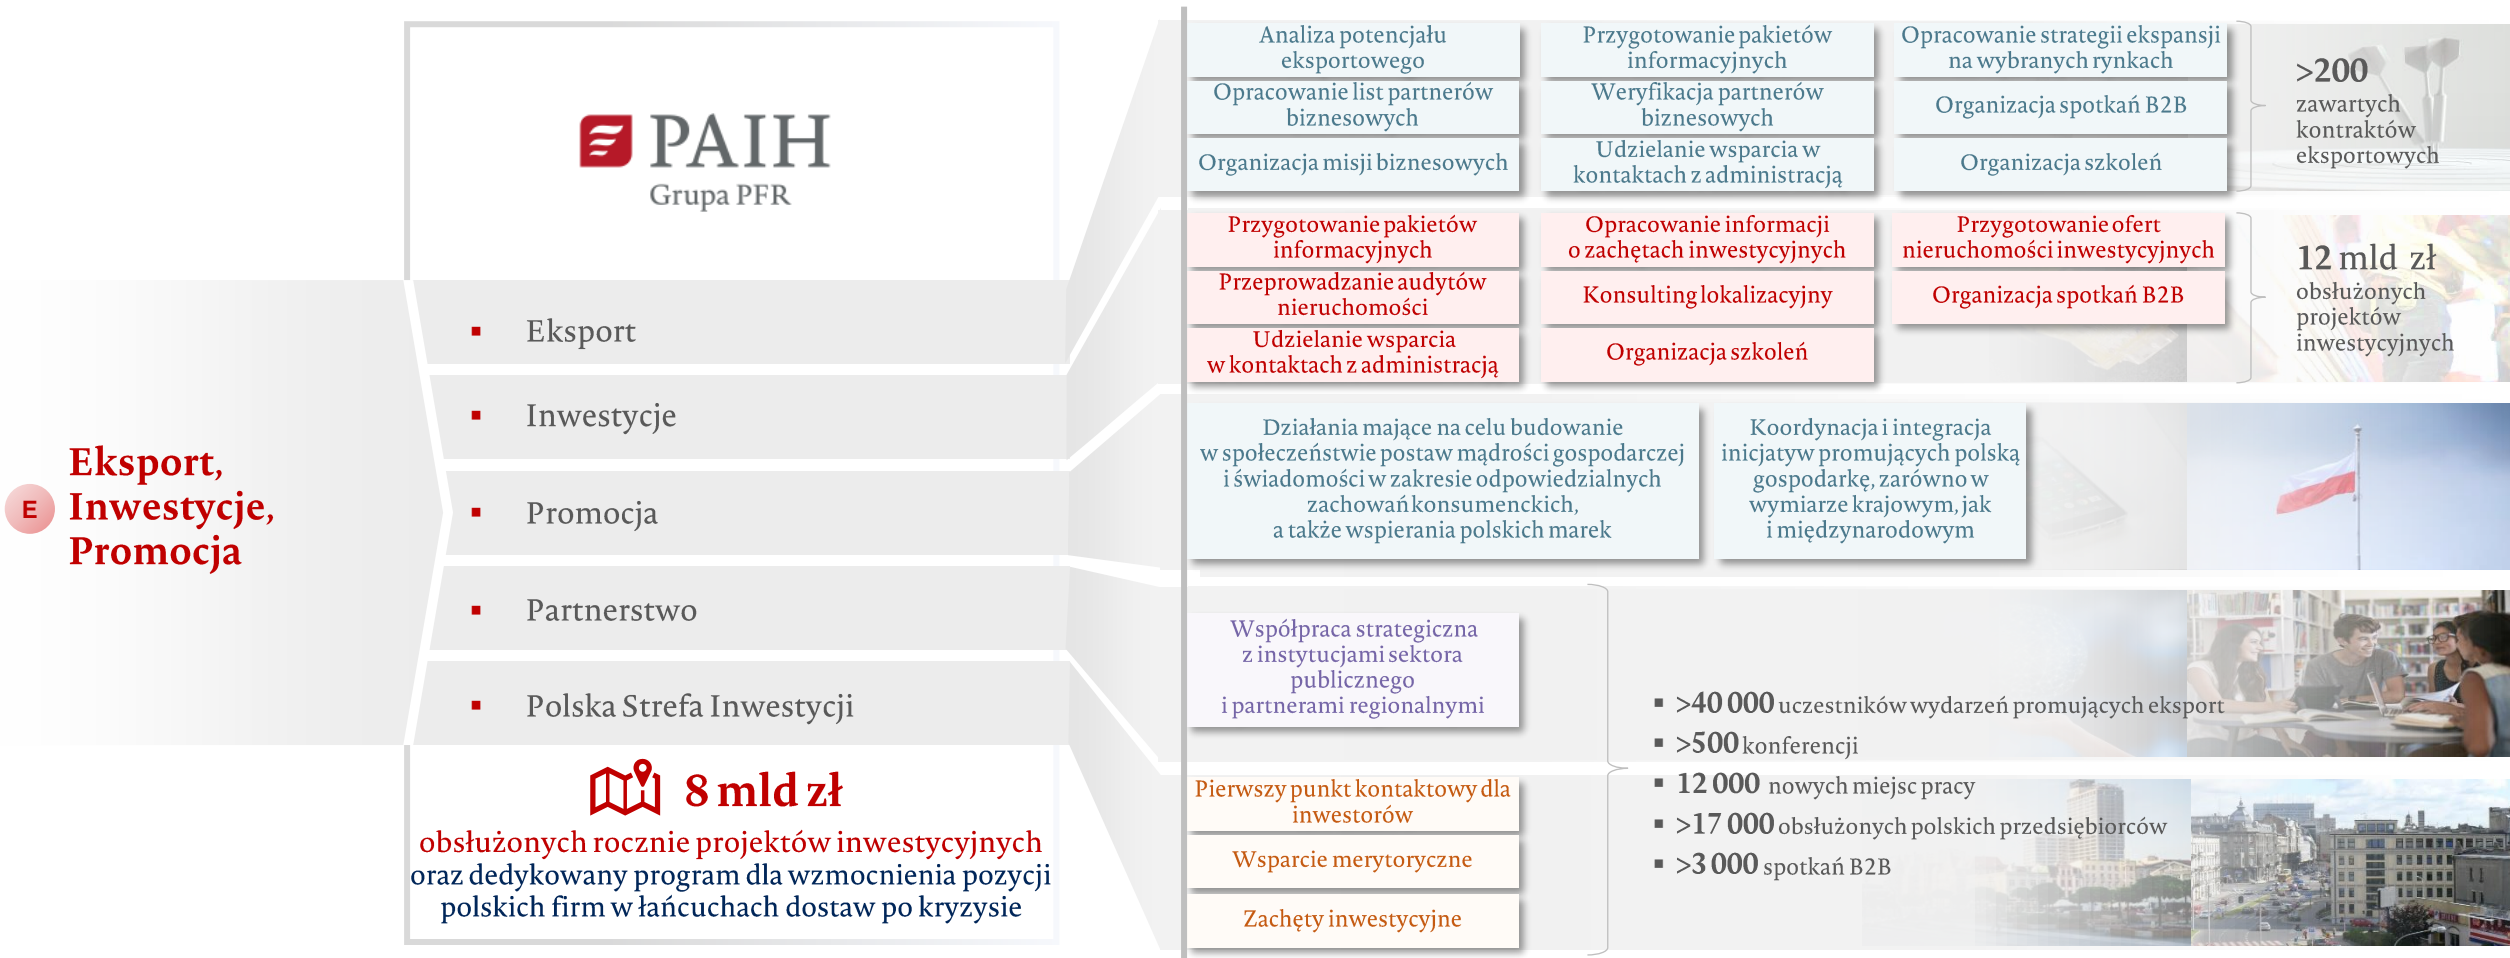 E
Eksport,
Inwestycje,
Promocja
PAIH
Grupa PFR
Eksport
Inwestycje
Promocja
Partnerstwo
Polska Strefa Inwestycji
8 mld zł
obsłużonych rocznie projektów inwestycyjnych
oraz dedykowany program dla wzmocnienia pozycji
polskich firm w łańcuchach dostaw po kryzysie
Analiza potencjału
eksportowego
Przygotowanie pakietów
informacyjnych
Opracowanie strategii ekspansji
na wybranych rynkach
Opracowanie list partnerów
biznesowych
Weryfikacja partnerów
biznesowych
Organizacja spotkań B2B
Organizacja misji biznesowych
Udzielanie wsparcia w
kontaktach z administracją
Organizacja szkoleń
>200
zawartych
kontraktów
eksportowych
Przygotowanie pakietów
informacyjnych
Opracowanie informacji
o zachętach inwestycyjnych
Przygotowanie ofert
nieruchomości inwestycyjnych
Przeprowadzanie audytów
nieruchomości
Konsulting lokalizacyjny
Organizacja spotkań B2B
Udzielanie wsparcia
w kontaktach z administracją
Organizacja szkoleń
12 mld zł
obsłużonych
projektów
inwestycyjnych
Działania mające na celu budowanie
w społeczeństwie postaw mądrości gospodarczej
i świadomości w zakresie odpowiedzialnych
zachowań konsumenckich,
a także wspierania polskich marek
Koordynacja i integracja
inicjatyw promujących polską
gospodarkę, zarówno w
wymiarze krajowym, jak
i międzynarodowym
Współpraca strategiczna
z instytucjami sektora
publicznego
i partnerami regionalnymi
Pierwszy punkt kontaktowy dla
inwestorów
Wsparcie merytoryczne
Zachęty inwestycyjne
>40 000 uczestników wydarzeń promujących eksport
>500 konferencji
12 000 nowych miejsc pracy
>17 000 obsłużonych polskich przedsiębiorców
>3 000 spotkań B2B